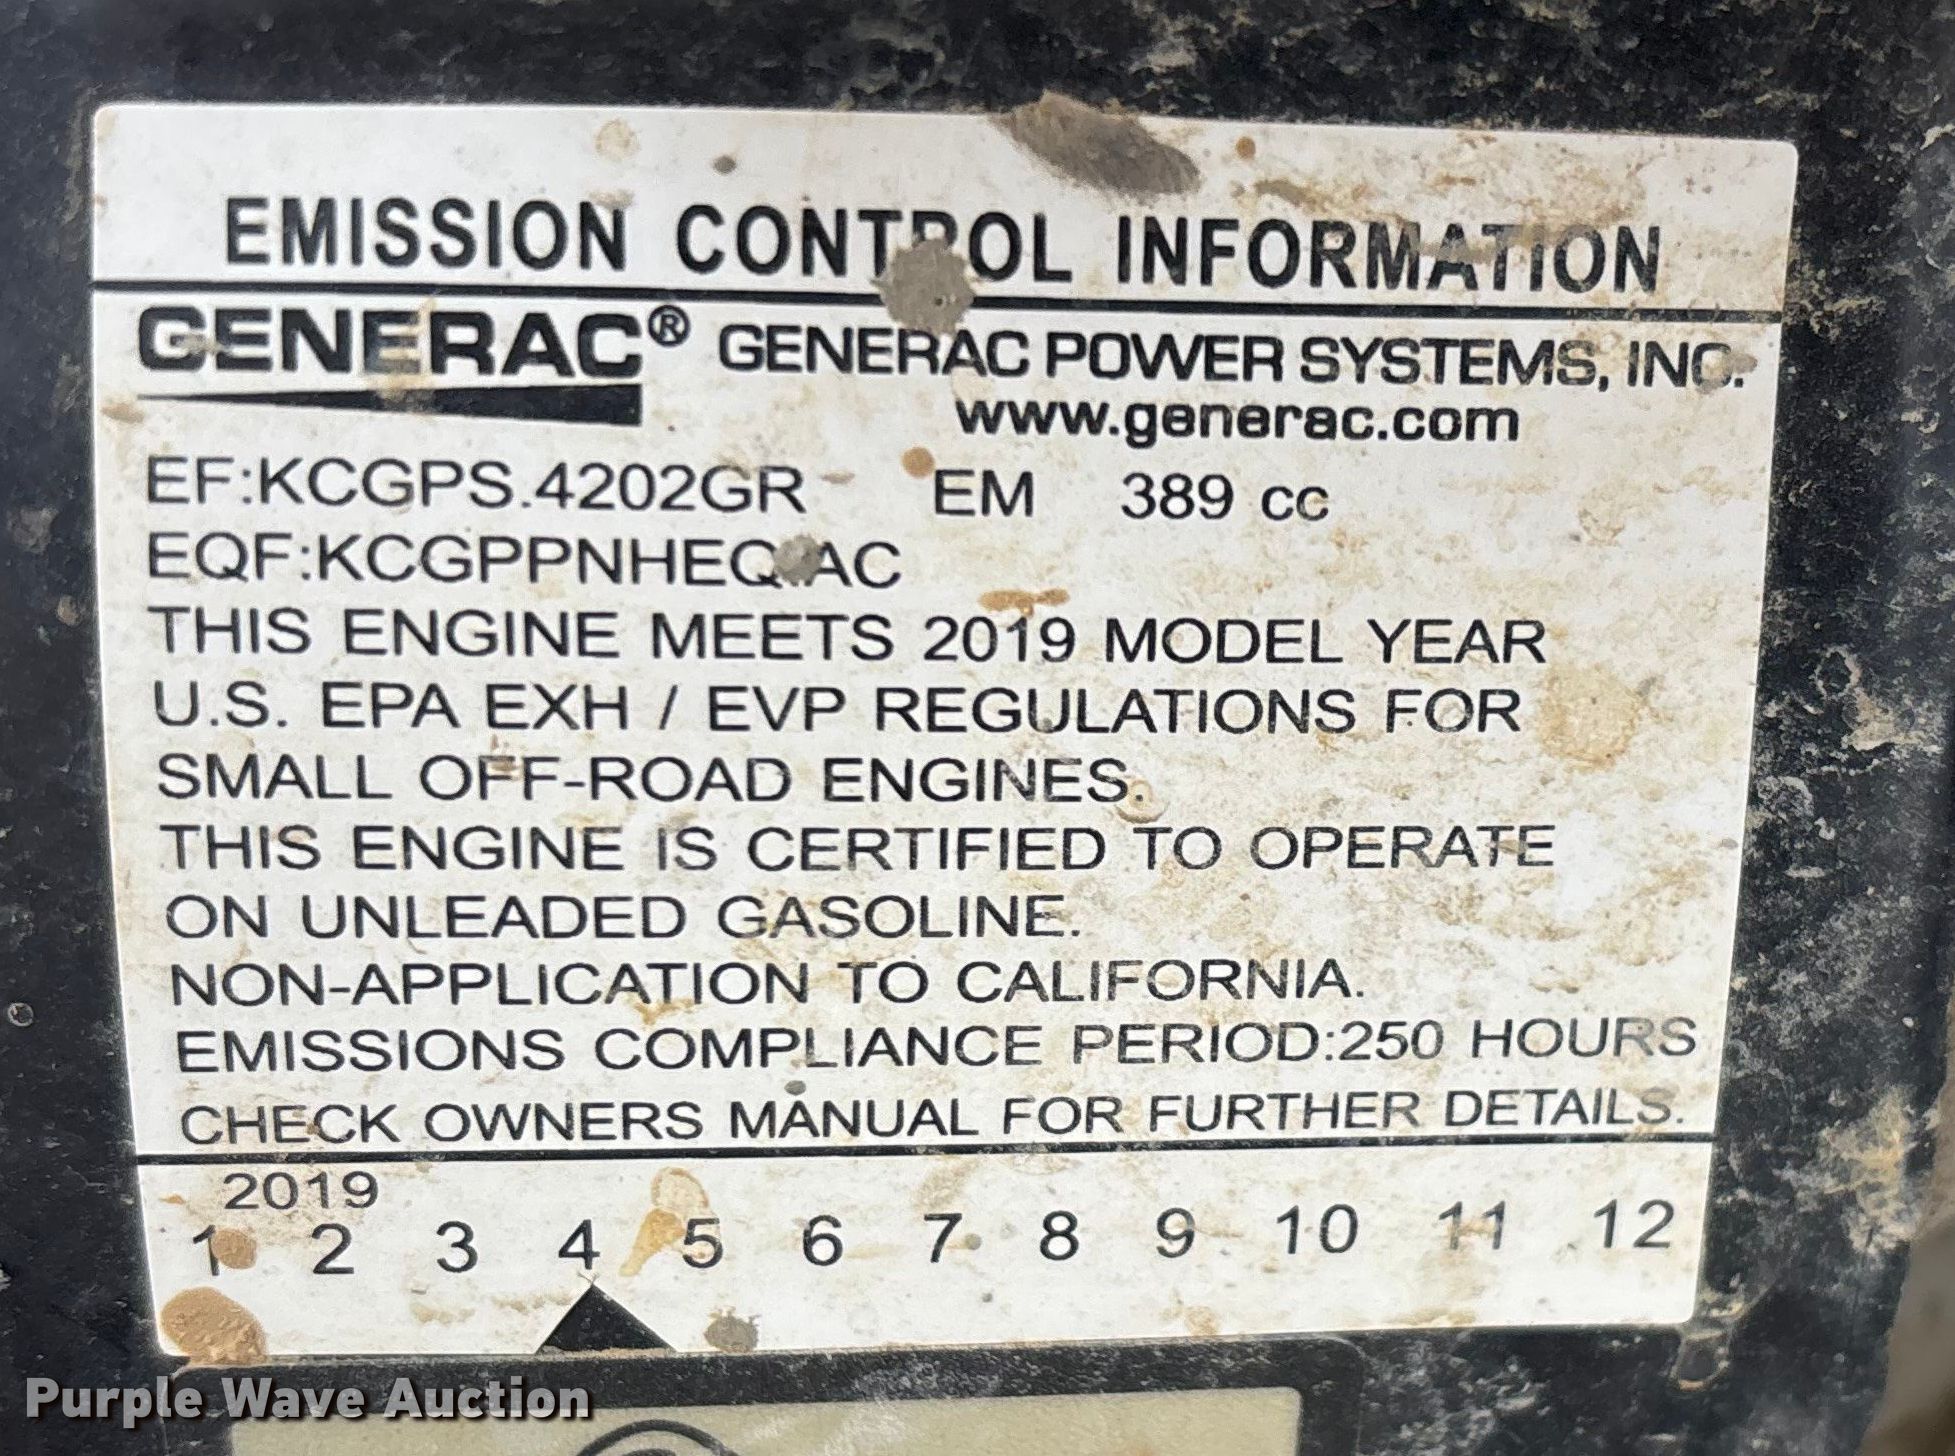 EMISSION CONTROL INFORMATION
GENERAC® GENERAC POWER SYSTEMS, INC.
www.generac.com
EF:KCGPS.4202GR EM 389 cc
THIS ENGINE MEETS 2019 MODEL YEAR
U.S. EPA EXH / EVP REGULATIONS FOR
SMALL OFF-ROAD ENGINES.
THIS ENGINE IS CERTIFIED TO OPERATE
ON UNLEADED GASOLINE.
NON-APPLICATION TO CALIFORNIA.
EMISSIONS COMPLIANCE PERIOD:250 HOURS
CHECK OWNERS MANUAL FOR FURTHER DETAILS.
2019
1 2 3 4 5 6 7 8 9 10 11 12
Purple Wave Auction